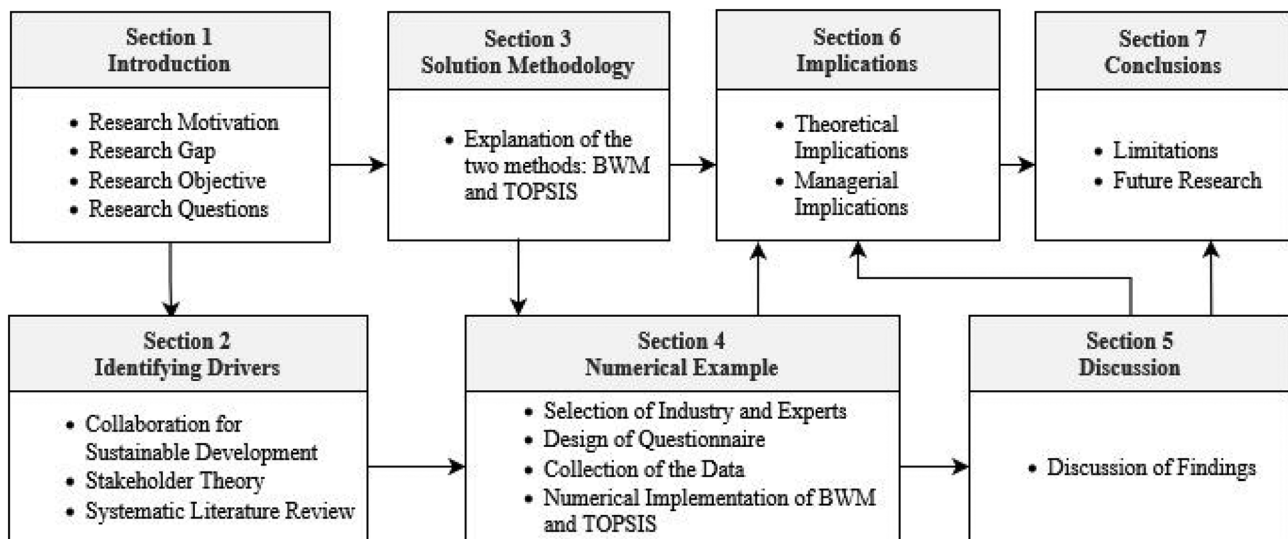 Section 1
Introduction
• Research Motivation
• Research Gap
• Research Objective
• Research Questions
Section 3
Solution Methodology
• Explanation of the
two methods: BWM
and TOPSIS
Section 6
Implications
• Theoretical
Implications
• Managerial
Implications
Section 7
Conclusions
• Limitations
• Future Research
Section 2
Identifying Drivers
• Collaboration for
Sustainable Development
• Stakeholder Theory
• Systematic Literature Review
Section 4
Numerical Example
• Selection of Industry and Experts
• Design of Questionnaire
• Collection of the Data
• Numerical Implementation of BWM
and TOPSIS
Section 5
Discussion
• Discussion of Findings